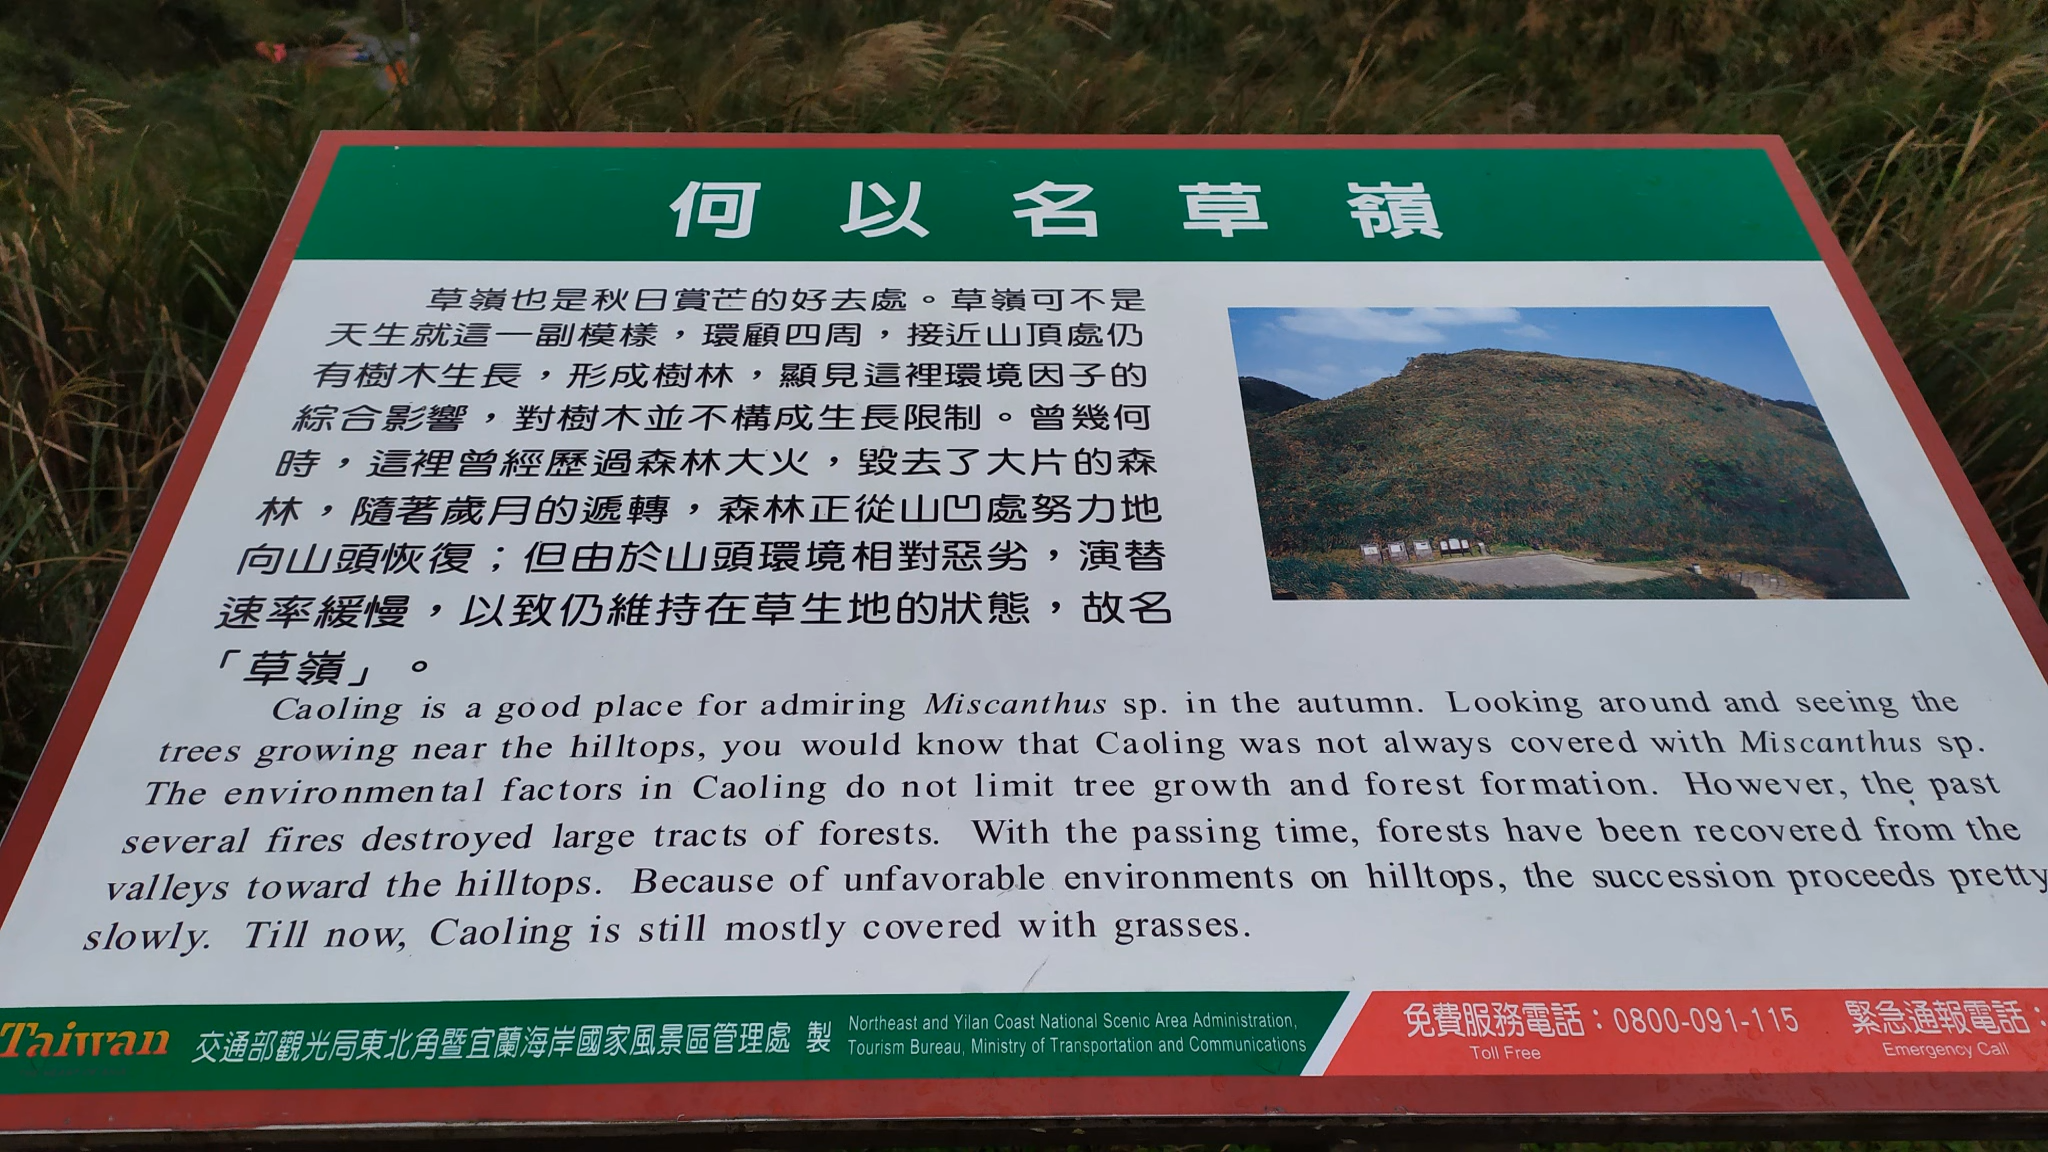 何以名草嶺
草嶺也是秋日賞芒的好去處。草嶺可不是
天生就這一副模樣，環顧四周，接近山頂處仍
有樹木生長，形成樹林，顯見這裡環境因子的
綜合影響，對樹木並不構成生長限制。曾幾何
時，這裡曾經歷過森林大火，毀去了大片的森
林，隨著歲月的遞轉，森林正從山凹處努力地
向山頭恢復；但由於山頭環境相對惡劣，演替
速率緩慢，以致仍維持在草生地的狀態，故名
「草嶺」。
Caoling is a good place for admiring Miscanthus sp. in the autumn. Looking around and seeing the
trees growing near the hilltops, you would know that Caoling was not always covered with Miscanthus sp.
The environmental factors in Caoling do not limit tree growth and forest formation. However, the past
several fires destroyed large tracts of forests. With the passing time, forests have been recovered from the
valleys toward the hilltops. Because of unfavorable environments on hilltops, the succession proceeds pretty
slowly. Till now, Caoling is still mostly covered with grasses.
Taiwan
交通部觀光局東北角暨宜蘭海岸國家風景區管理處 製
Northeast and Yilan Coast National Scenic Area Administration,
Tourism Bureau, Ministry of Transportation and Communications
免費服務電話：0800-091-115
Toll Free
緊急通報電話：
Emergency Call